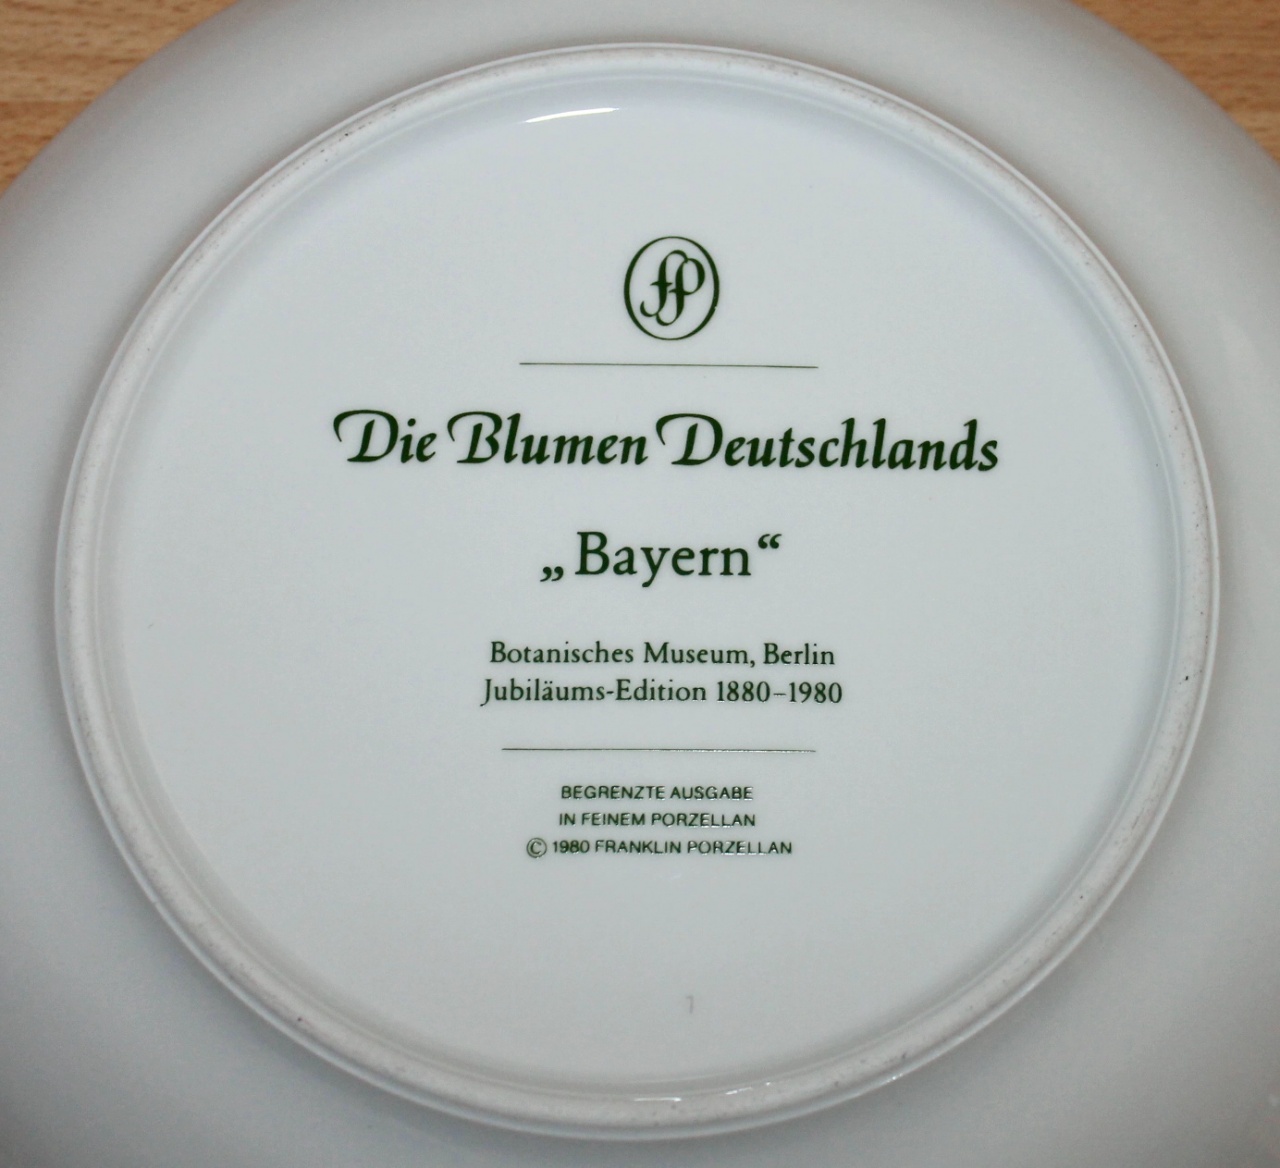 fp
Die Blumen Deutschlands
„Bayern“
Botanisches Museum, Berlin
Jubiläums-Edition 1880–1980
BEGRENZTE AUSGABE
IN FEINEM PORZELLAN
© 1980 FRANKLIN PORZELLAN